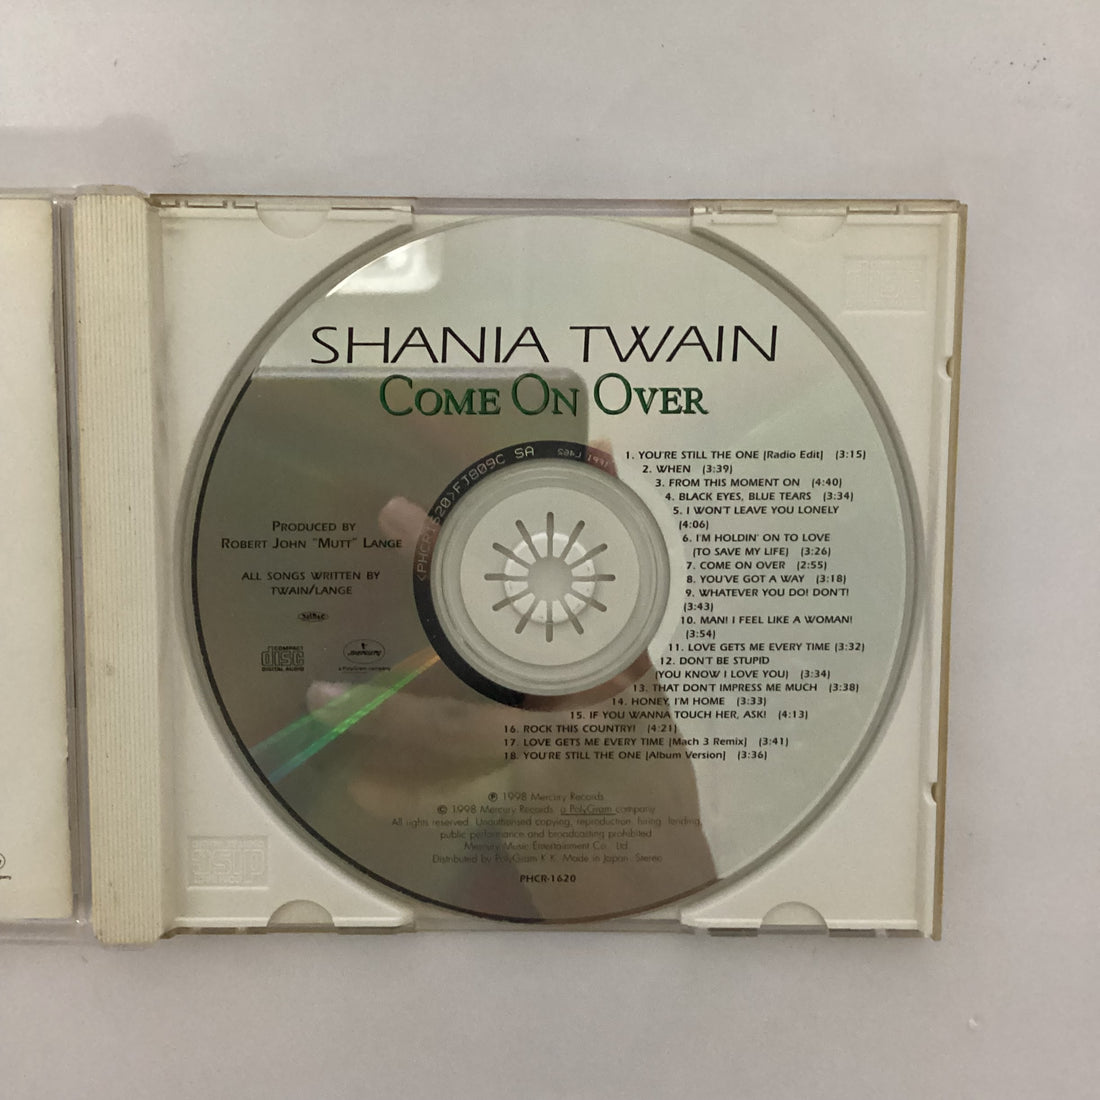 SHANIA TWAIN
COME ON OVER
<PHCR1620>FJ809C SA
1. YOU'RE STILL THE ONE [Radio Edit] (3:15)
2. WHEN (3:39)
3. FROM THIS MOMENT ON (4:40)
4. BLACK EYES, BLUE TEARS (3:34)
5. I WON'T LEAVE YOU LONELY
(4:06)
6. I'M HOLDIN' ON TO LOVE
(TO SAVE MY LIFE) (3:26)
7. COME ON OVER (2:55)
8. YOU'VE GOT A WAY (3:18)
9. WHATEVER YOU DO! DON'T!
(3:43)
10. MAN! I FEEL LIKE A WOMAN!
(3:54)
11. LOVE GETS ME EVERY TIME (3:32)
12. DON'T BE STUPID
(YOU KNOW I LOVE YOU) (3:34)
13. THAT DON'T IMPRESS ME MUCH (3:38)
14. HONEY, I'M HOME (3:33)
15. IF YOU WANNA TOUCH HER, ASK! (4:13)
16. ROCK THIS COUNTRY! (4:21)
17. LOVE GETS ME EVERY TIME [Mach 3 Remix] (3:41)
18. YOU'RE STILL THE ONE [Album Version] (3:36)
PRODUCED BY
ROBERT JOHN "MUTT" LANGE
ALL SONGS WRITTEN BY
TWAIN/LANGE
COMPACT
disc
DIGITAL AUDIO
mercury
a PolyGram company
℗ 1998 Mercury Records
© 1998 Mercury Records, a PolyGram company
All rights reserved. Unauthorised copying, reproduction, hiring, lending,
public performance and broadcasting prohibited
Mercury Music Entertainment Co., Ltd.
Distributed by PolyGram K.K. Made in Japan. Stereo
PHCR-1620